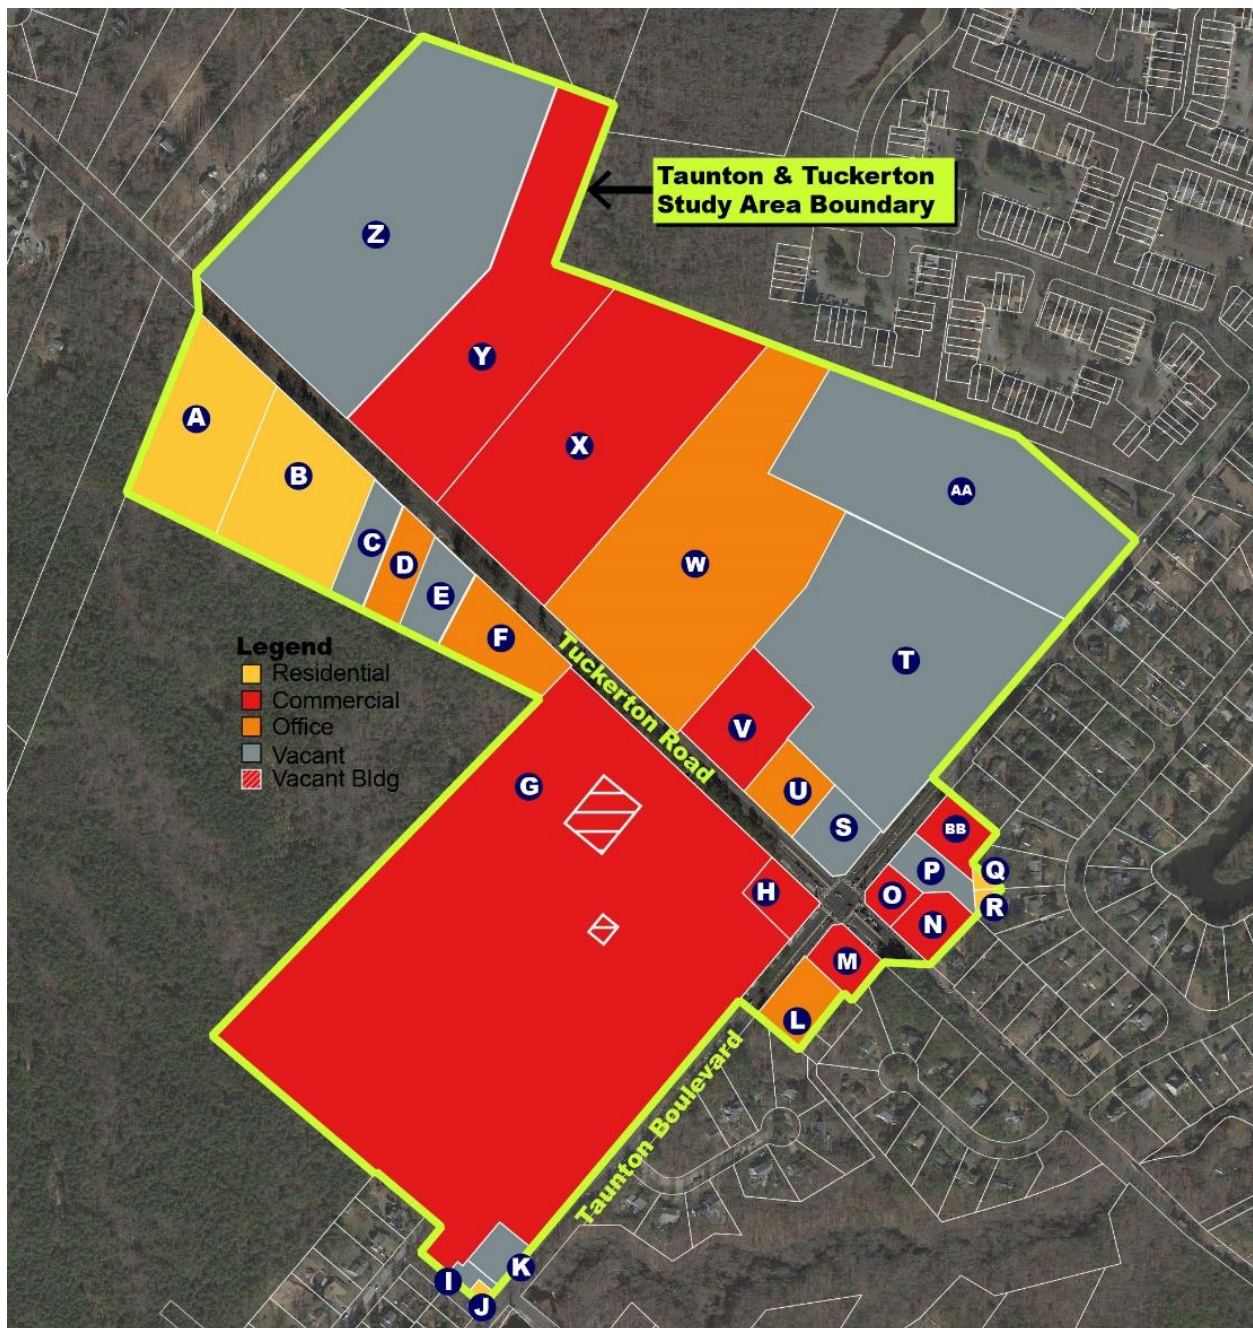 Taunton & Tuckerton
Study Area Boundary
Z
Y
A
X
B
AA
C
D
W
E
F
T
Legend
Residential
Commercial
Office
Vacant
Vacant Bldg
Tuckerton Road
V
G
U
S
BB
P
Q
H
O
R
N
M
L
Taunton Boulevard
K
I
J